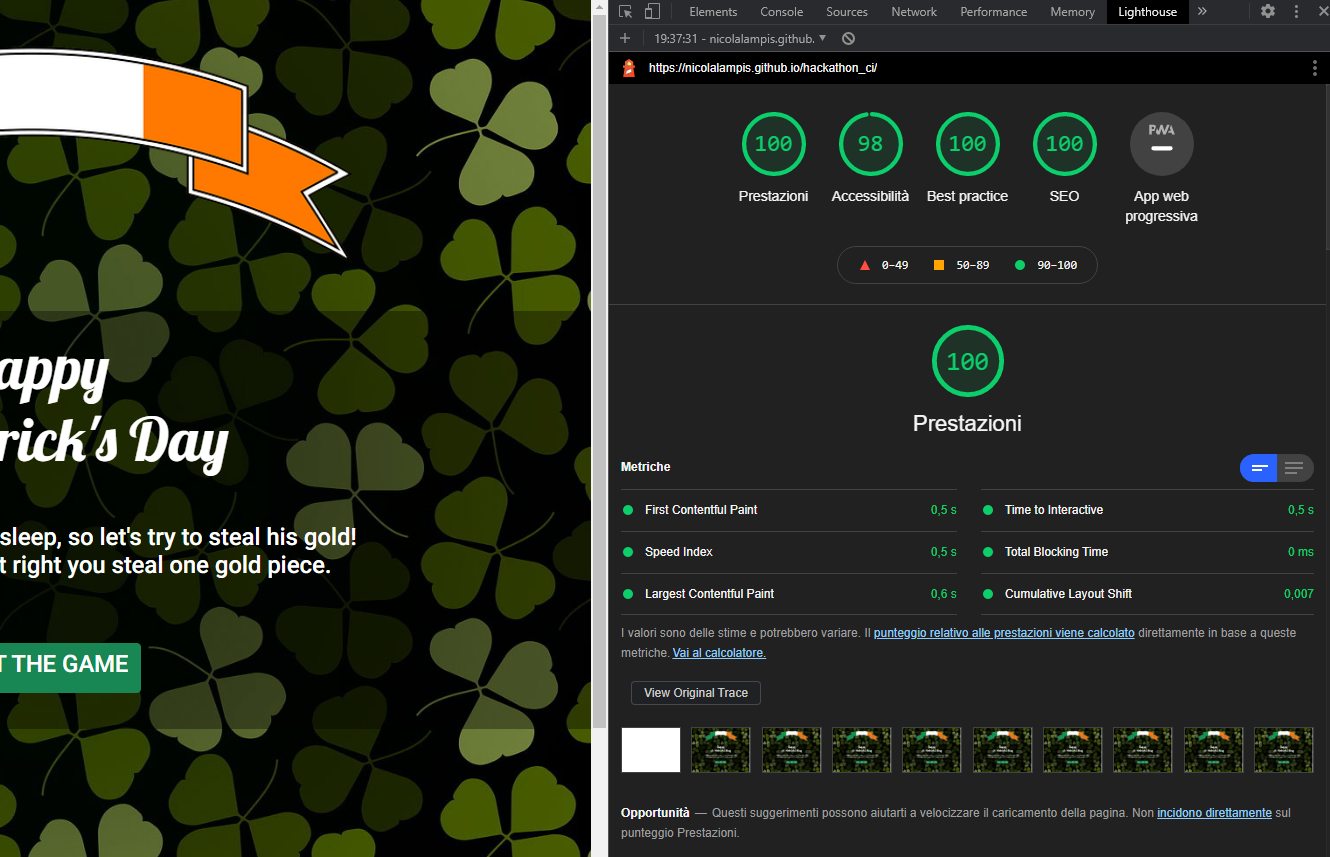 appy
rick's Day
sleep, so let's try to steal his gold!
t right you steal one gold piece.
T THE GAME
Elements Console Sources Network Performance Memory Lighthouse
19:37:31 - nicolalampis.github.
https://nicolalampis.github.io/hackathon_ci/
100 98 100 100 PWA
Prestazioni Accessibilità Best practice SEO App web
progressiva
0–49 50–89 90–100
100
Prestazioni
Metriche
First Contentful Paint 0,5 s
Time to Interactive 0,5 s
Speed Index 0,5 s
Total Blocking Time 0 ms
Largest Contentful Paint 0,6 s
Cumulative Layout Shift 0,007
I valori sono delle stime e potrebbero variare. Il punteggio relativo alle prestazioni viene calcolato direttamente in base a queste
metriche. Vai al calcolatore.
View Original Trace
Opportunità — Questi suggerimenti possono aiutarti a velocizzare il caricamento della pagina. Non incidono direttamente sul
punteggio Prestazioni.